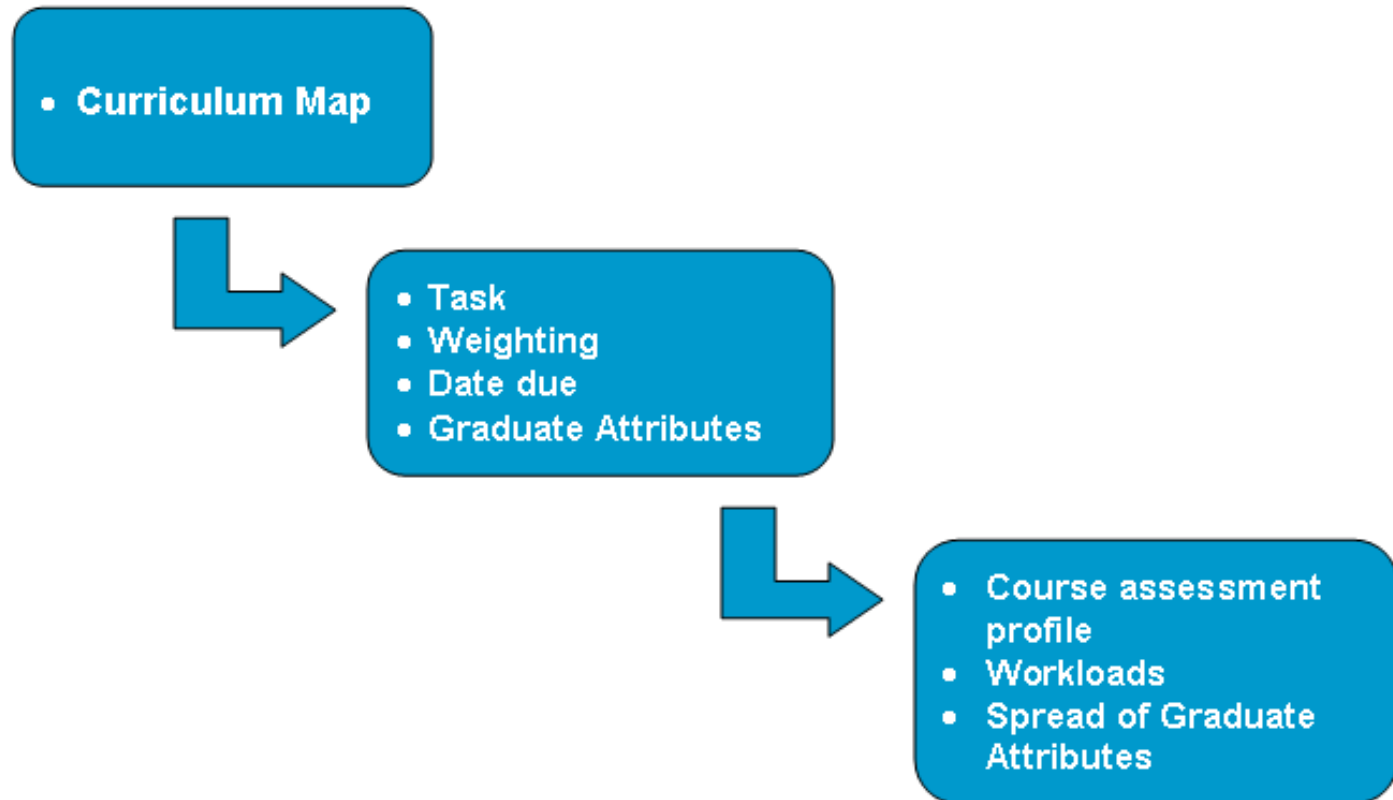 • Curriculum Map
• Task
• Weighting
• Date due
• Graduate Attributes
• Course assessment
profile
• Workloads
• Spread of Graduate
Attributes